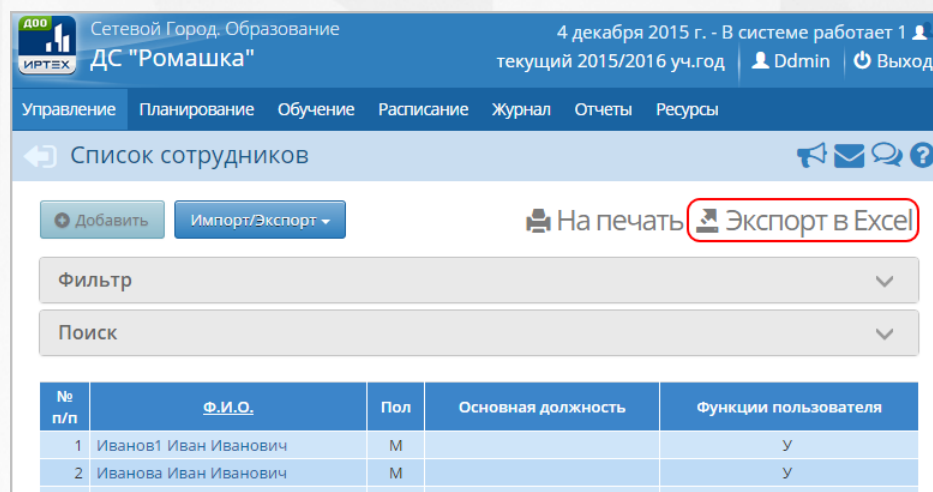 ДОО
ИРТЕХ
Сетевой Город. Образование
ДС "Ромашка"
4 декабря 2015 г. - В системе работает 1
текущий 2015/2016 уч.год
Ddmin
Выход
Управление Планирование Обучение Расписание Журнал Отчеты Ресурсы
Список сотрудников
Добавить Импорт/Экспорт На печать Экспорт в Excel
Фильтр
Поиск
№ п/п Ф.И.О. Пол Основная должность Функции пользователя
1 Иванов1 Иван Иванович М У
2 Иванова Иван Иванович М У